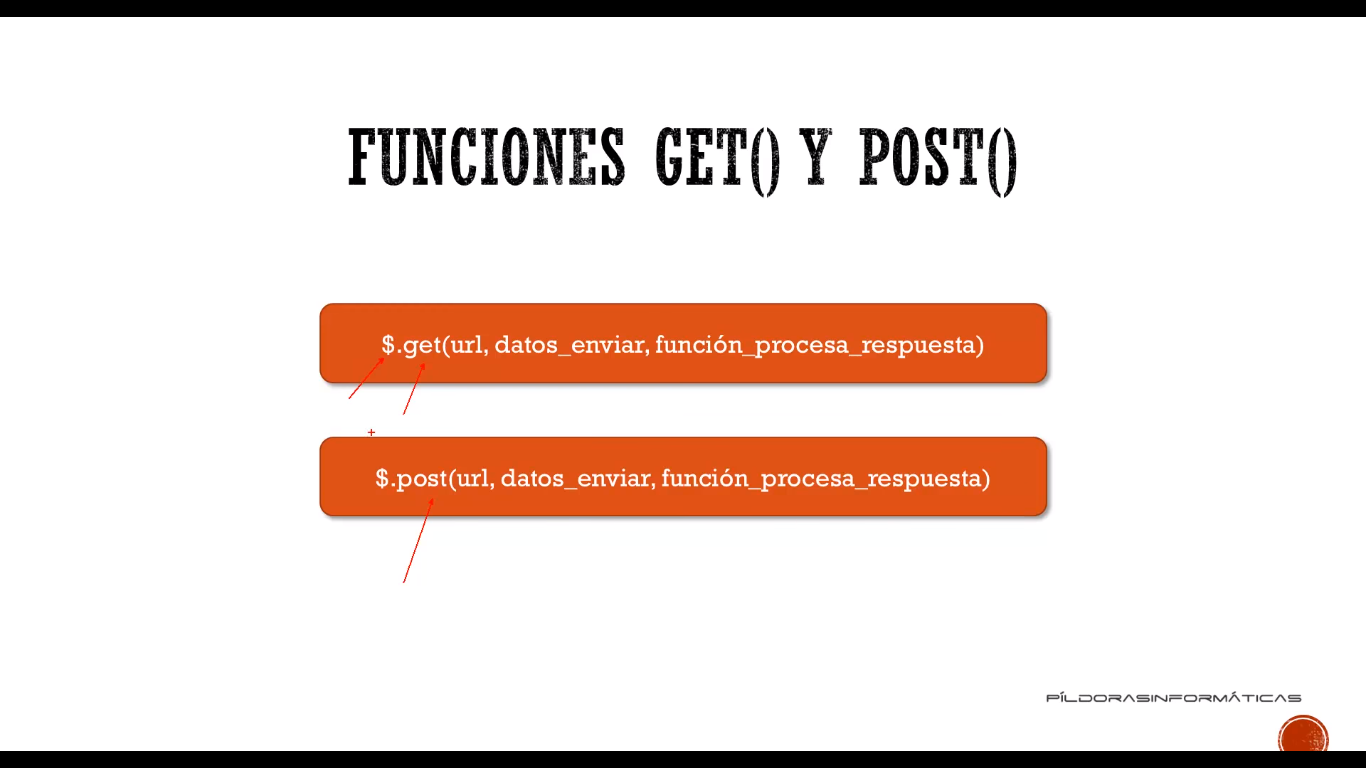 FUNCIONES GET() Y POST()
$.get(url, datos_enviar, función_procesa_respuesta)
$.post(url, datos_enviar, función_procesa_respuesta)
PÍLDORASINFORMÁTICAS